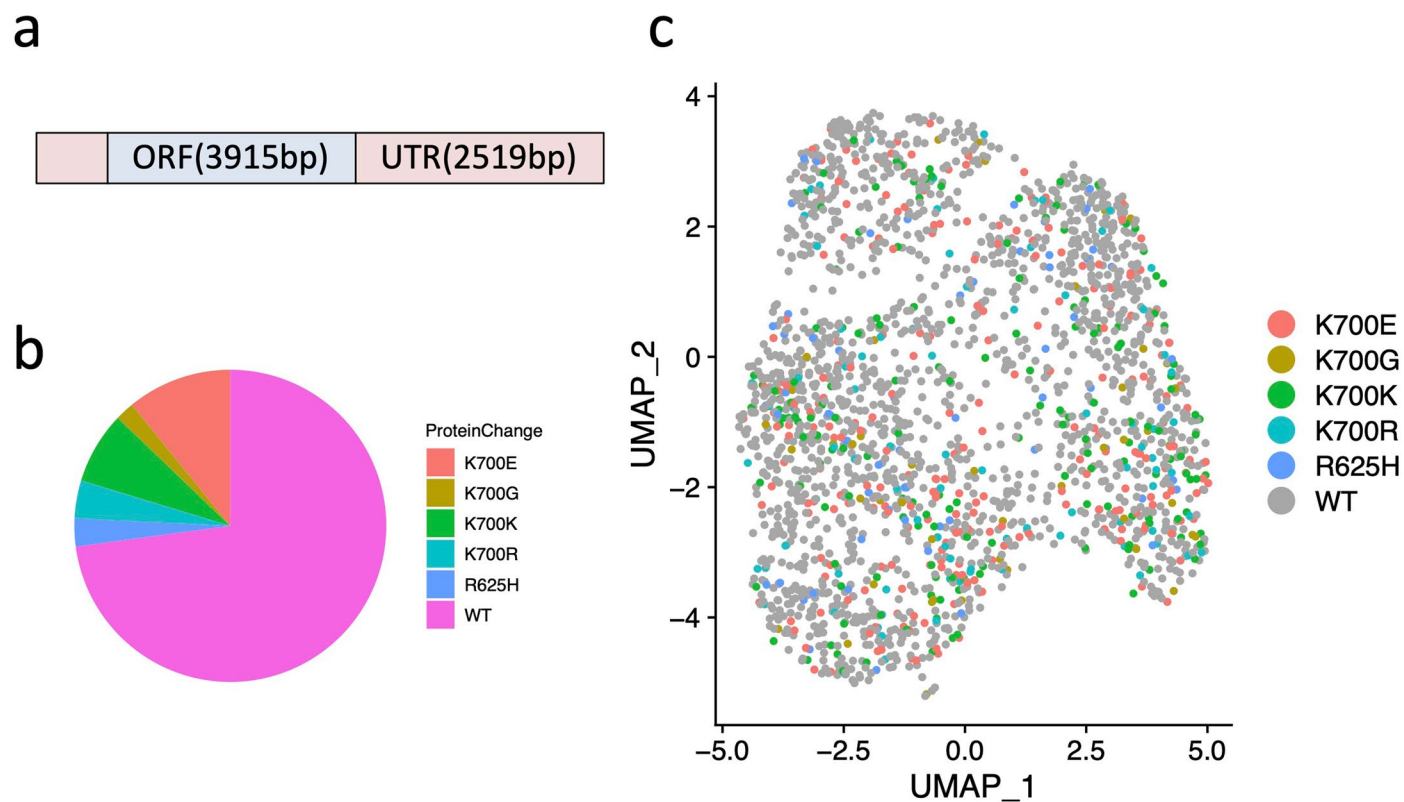 a
ORF(3915bp)
UTR(2519bp)
b
ProteinChange
K700E
K700G
K700K
K700R
R625H
WT
c
4
2
0
−2
−4
UMAP_2
−5.0
−2.5
0.0
2.5
5.0
UMAP_1
K700E
K700G
K700K
K700R
R625H
WT